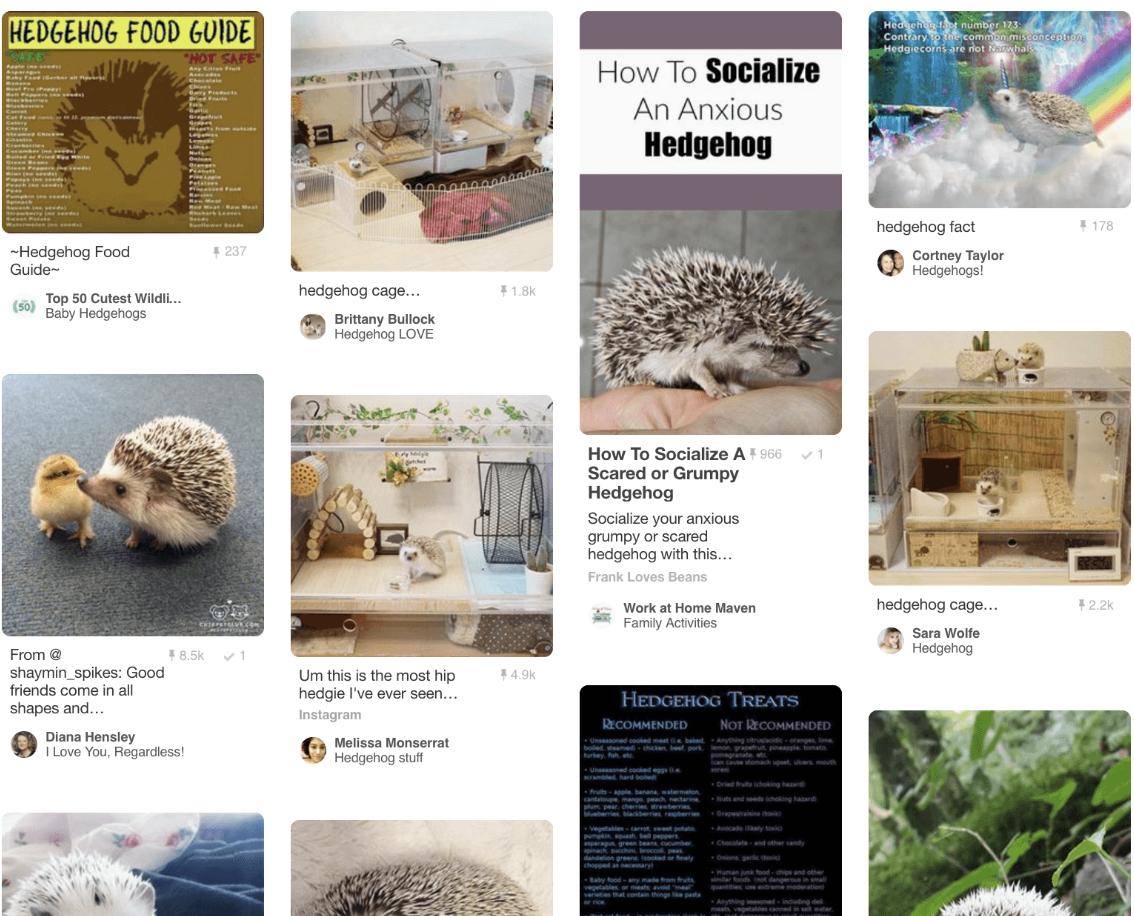 HEDGEHOG FOOD GUIDE
"SAFE"
"NOT SAFE"
Apple (no seeds)
Asparagus
Baby Food (Gerber all flavors)
Bananas
Bell Peppers (no seeds)
Blackberries
Blueberries
Carrot
Celery
Cherry
Steamed Chicken
Cilantro
Cranberries
Cucumber (no seeds)
Boiled or Fried Egg White
Green Beans
Green Peppers (no seeds)
Kiwi (no seeds)
Papaya (no seeds)
Peach (no seeds)
Peas
Pumpkin (no seeds)
Spinach
Squash (no seeds)
Strawberry (no seeds)
Sweet Potato
Watermelon (no seeds)
Any Citrus Fruit
Avocados
Chocolate
Chives
Dairy Products
Dried Fruits
Garlic
Grapefruit
Grapes
Insects from outside
Legumes
Lemons
Limes
Nuts
Onions
Oranges
Peanuts
Pineapple
Potatoes
Processed Food
Raisins
Raw Meat
Rhubarb Leaves
Seeds
Sunflower Seeds
~Hedgehog Food
Guide~
237
50
Top 50 Cutest Wildli...
Baby Hedgehogs
From @
shaymin_spikes: Good
friends come in all
shapes and...
8.5k
1
Diana Hensley
I Love You, Regardless!
hedgehog cage...
1.8k
Brittany Bullock
Hedgehog LOVE
Um this is the most hip
hedgie I've ever seen...
4.9k
Instagram
Melissa Monserrat
Hedgehog stuff
How To Socialize
An Anxious
Hedgehog
How To Socialize A
Scared or Grumpy
Hedgehog
966
1
Socialize your anxious
grumpy or scared
hedgehog with this...
Frank Loves Beans
Work at Home Maven
Family Activities
HEDGEHOG TREATS
RECOMMENDED
NOT RECOMMENDED
• Unseasoned cooked meat (i.e. baked,
boiled, steamed) - chicken, beef, pork,
turkey, fish, etc.
• Unseasoned cooked eggs (i.e.
scrambled, hard boiled)
• Fruits - apple, banana, watermelon,
cantaloupe, mango, peach, nectarine,
plum, pear, cherries, strawberries,
blueberries, blackberries, raspberries
• Vegetables - carrot, sweet potato,
pumpkin, squash, bell peppers,
asparagus, green beans, cucumber,
spinach, zucchini, broccoli, peas,
dandelion greens (cooked or finely
chopped as necessary)
• Baby food - any made from fruits,
vegetables, or meats; avoid "meal"
varieties that contain things like pasta
or rice.
• Anything citrus/acidic - oranges, lime,
lemon, grapefruit, pineapple, tomato,
pomegranate, etc.
(can cause stomach upset, ulcers, mouth
sores)
• Dried fruits (choking hazard)
• Nuts and seeds (choking hazard)
• Grapes/raisins (toxic)
• Avocado (likely toxic)
• Chocolate - and other candy
• Onions, garlic (toxic)
• Human junk food - chips and other
similar foods (not dangerous in small
quantities; use extreme moderation)
• Anything seasoned - including deli
meats, vegetables canned in salt water,
Hedgehog fact number 173:
Contrary to the common misconception,
Hedgiecorns are not Narwhals.
hedgehog fact
178
Cortney Taylor
Hedgehogs!
hedgehog cage...
2.2k
Sara Wolfe
Hedgehog